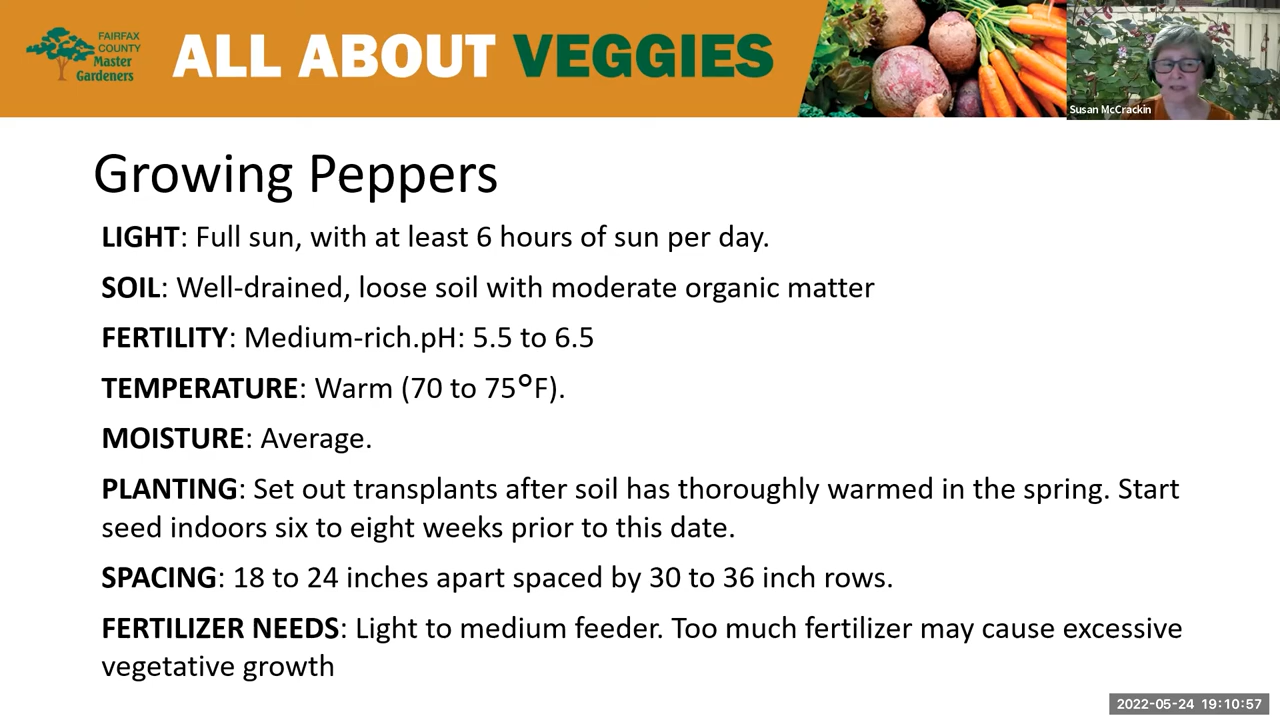 FAIRFAX
COUNTY
Master
Gardeners
ALL ABOUT VEGGIES
Susan McCrackin
Growing Peppers
LIGHT: Full sun, with at least 6 hours of sun per day.
SOIL: Well-drained, loose soil with moderate organic matter
FERTILITY: Medium-rich.pH: 5.5 to 6.5
TEMPERATURE: Warm (70 to 75°F).
MOISTURE: Average.
PLANTING: Set out transplants after soil has thoroughly warmed in the spring. Start
seed indoors six to eight weeks prior to this date.
SPACING: 18 to 24 inches apart spaced by 30 to 36 inch rows.
FERTILIZER NEEDS: Light to medium feeder. Too much fertilizer may cause excessive
vegetative growth
2022-05-24 19:10:57